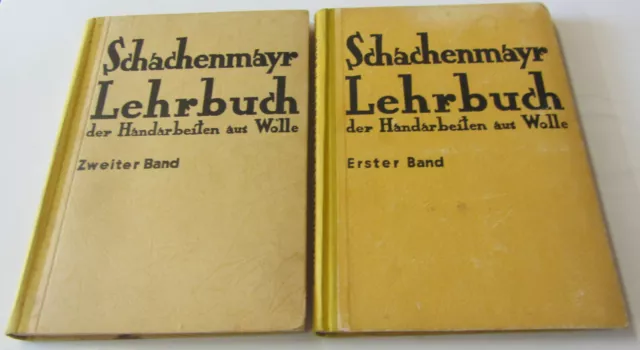 Schachenmayr
Lehrbuch
der Handarbeiten aus Wolle
Zweiter Band
Schachenmayr
Lehrbuch
der Handarbeiten aus Wolle
Erster Band